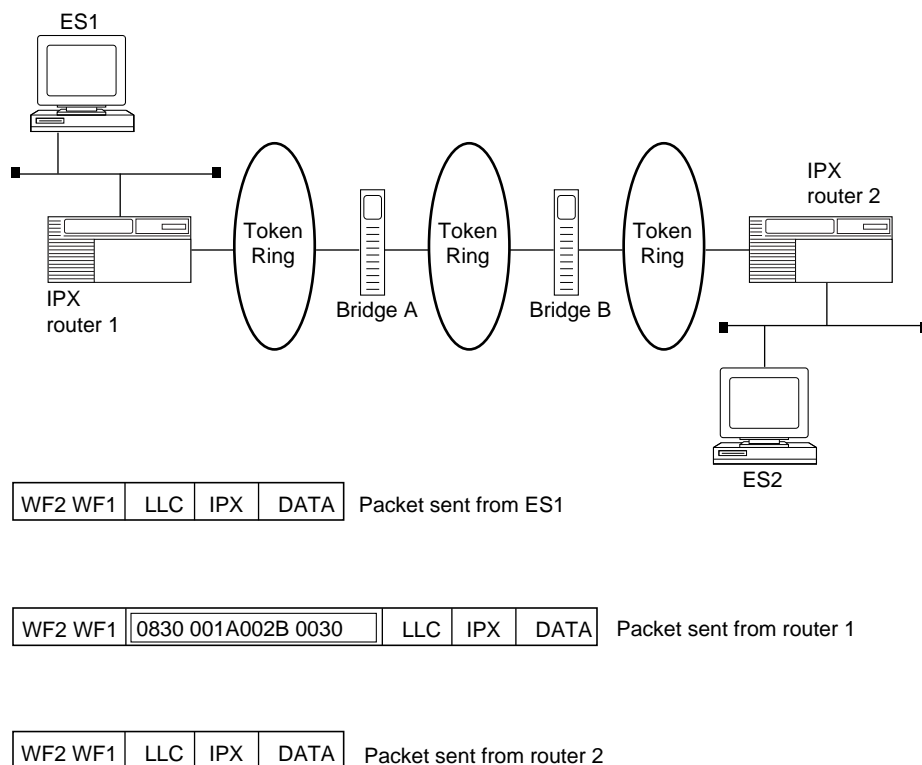 ES1
IPX
router 2
Token
Ring
Token
Ring
Token
Ring
IPX
router 1
Bridge A
Bridge B
ES2
WF2 WF1 LLC IPX DATA Packet sent from ES1
WF2 WF1 0830 001A002B 0030 LLC IPX DATA Packet sent from router 1
WF2 WF1 LLC IPX DATA Packet sent from router 2